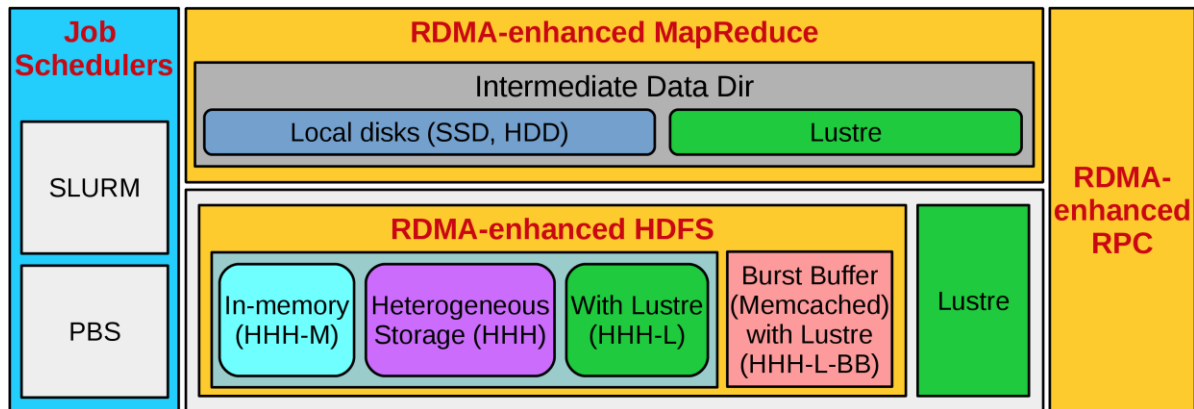 Job
Schedulers
SLURM
PBS
RDMA-enhanced MapReduce
Intermediate Data Dir
Local disks (SSD, HDD)
Lustre
RDMA-enhanced HDFS
In-memory
(HHH-M)
Heterogeneous
Storage (HHH)
With Lustre
(HHH-L)
Burst Buffer
(Memcached)
with Lustre
(HHH-L-BB)
Lustre
RDMA-
enhanced
RPC